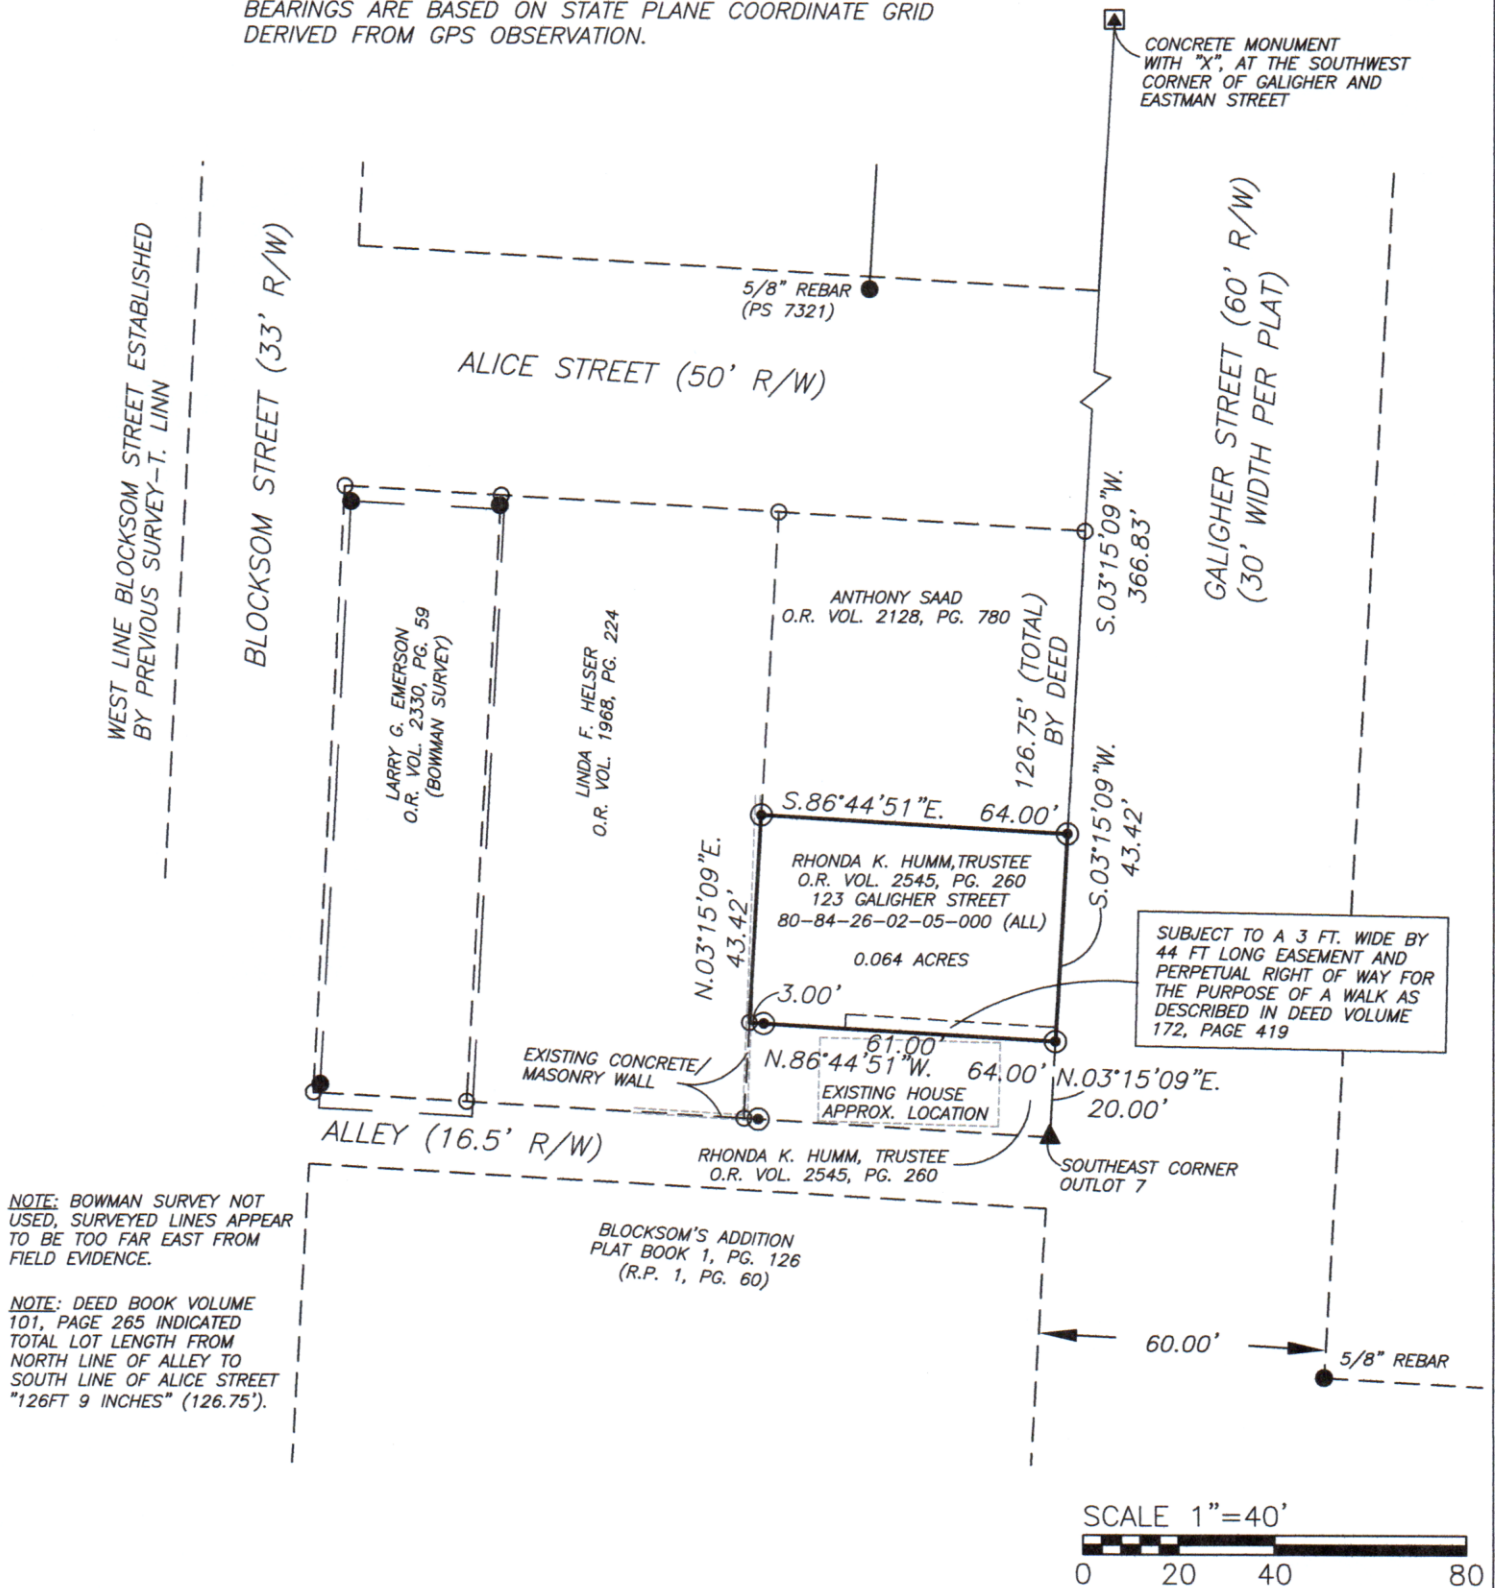 BEARINGS ARE BASED ON STATE PLANE COORDINATE GRID
DERIVED FROM GPS OBSERVATION.
CONCRETE MONUMENT
WITH "X", AT THE SOUTHWEST
CORNER OF GALIGHER AND
EASTMAN STREET
WEST LINE BLOCKSOM STREET ESTABLISHED
BY PREVIOUS SURVEY-T. LINN
BLOCKSOM STREET (33' R/W)
5/8" REBAR
(PS 7321)
ALICE STREET (50' R/W)
GALIGHER STREET (60' R/W)
(30' WIDTH PER PLAT)
S.03°15'09"W.
366.83'
LARRY G. EMERSON
O.R. VOL. 2330, PG. 59
(BOWMAN SURVEY)
LINDA F. HELSER
O.R. VOL. 1968, PG. 224
ANTHONY SAAD
O.R. VOL. 2128, PG. 780
126.75' (TOTAL)
BY DEED
S.86°44'51"E. 64.00'
S.03°15'09"W.
43.42'
N.03°15'09"E.
43.42'
RHONDA K. HUMM,TRUSTEE
O.R. VOL. 2545, PG. 260
123 GALIGHER STREET
80-84-26-02-05-000 (ALL)
0.064 ACRES
SUBJECT TO A 3 FT. WIDE BY
44 FT LONG EASEMENT AND
PERPETUAL RIGHT OF WAY FOR
THE PURPOSE OF A WALK AS
DESCRIBED IN DEED VOLUME
172, PAGE 419
3.00'
61.00'
N.86°44'51"W. 64.00'
EXISTING CONCRETE/
MASONRY WALL
EXISTING HOUSE
APPROX. LOCATION
N.03°15'09"E.
20.00'
ALLEY (16.5' R/W)
RHONDA K. HUMM, TRUSTEE
O.R. VOL. 2545, PG. 260
SOUTHEAST CORNER
OUTLOT 7
NOTE: BOWMAN SURVEY NOT
USED, SURVEYED LINES APPEAR
TO BE TOO FAR EAST FROM
FIELD EVIDENCE.
BLOCKSOM'S ADDITION
PLAT BOOK 1, PG. 126
(R.P. 1, PG. 60)
NOTE: DEED BOOK VOLUME
101, PAGE 265 INDICATED
TOTAL LOT LENGTH FROM
NORTH LINE OF ALLEY TO
SOUTH LINE OF ALICE STREET
"126FT 9 INCHES" (126.75').
60.00'
5/8" REBAR
SCALE 1"=40'
0 20 40 80